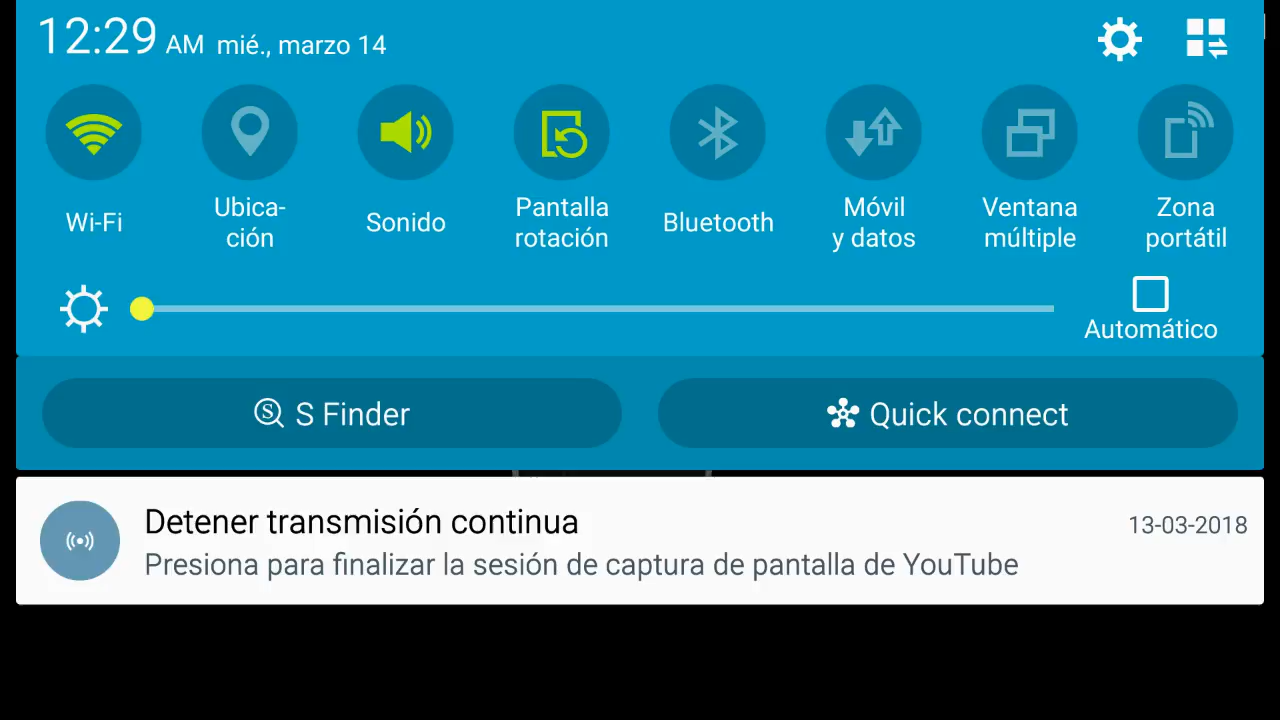 12:29 AM mié., marzo 14
Wi-Fi
Ubica-
ción
Sonido
Pantalla
rotación
Bluetooth
Móvil
y datos
Ventana
múltiple
Zona
portátil
Automático
S Finder
Quick connect
Detener transmisión continua
13-03-2018
Presiona para finalizar la sesión de captura de pantalla de YouTube